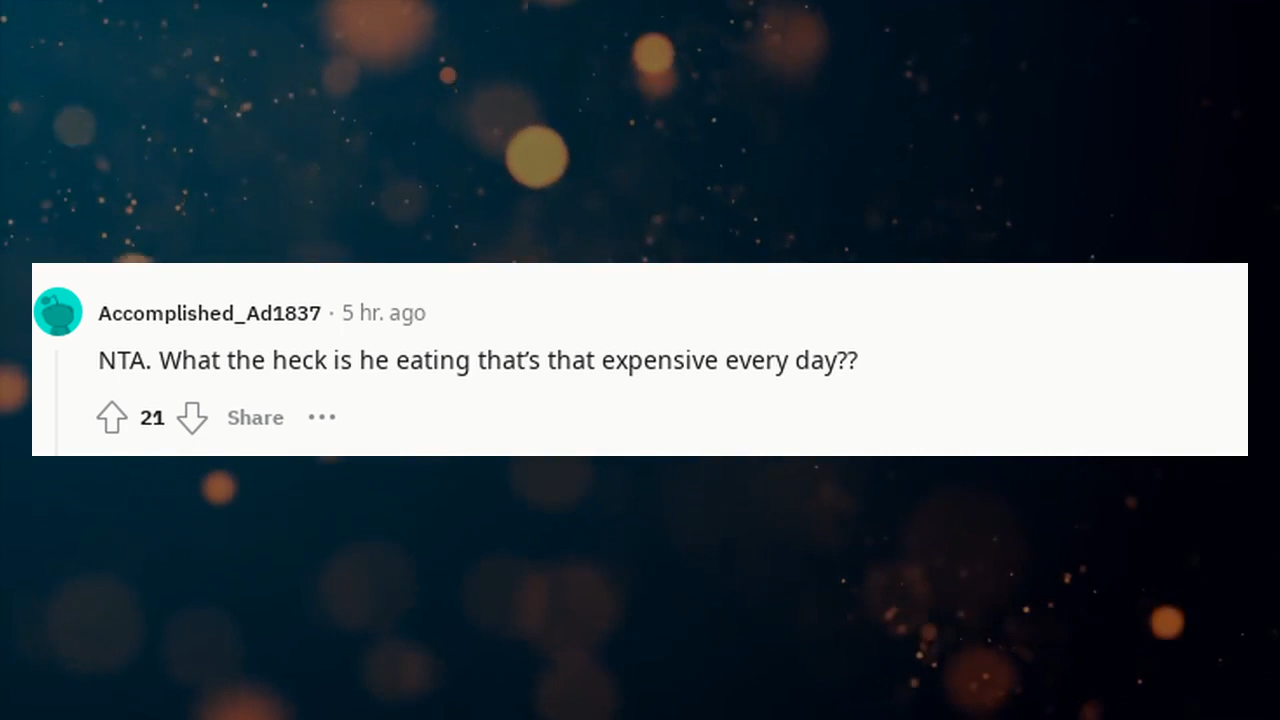 Accomplished_Ad1837 · 5 hr. ago
NTA. What the heck is he eating that's that expensive every day??
21 Share •••